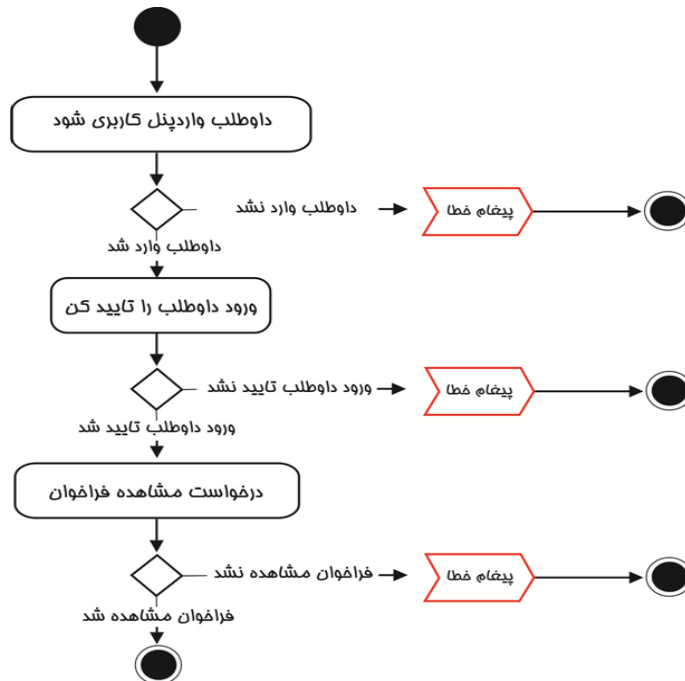 داوطلب واردپنل کاربری شود
داوطلب وارد نشد
پیغام خطا
داوطلب وارد شد
ورود داوطلب را تایید کن
ورود داوطلب تایید نشد
پیغام خطا
ورود داوطلب تایید شد
درخواست مشاهده فراخوان
فراخوان مشاهده نشد
پیغام خطا
فراخوان مشاهده شد